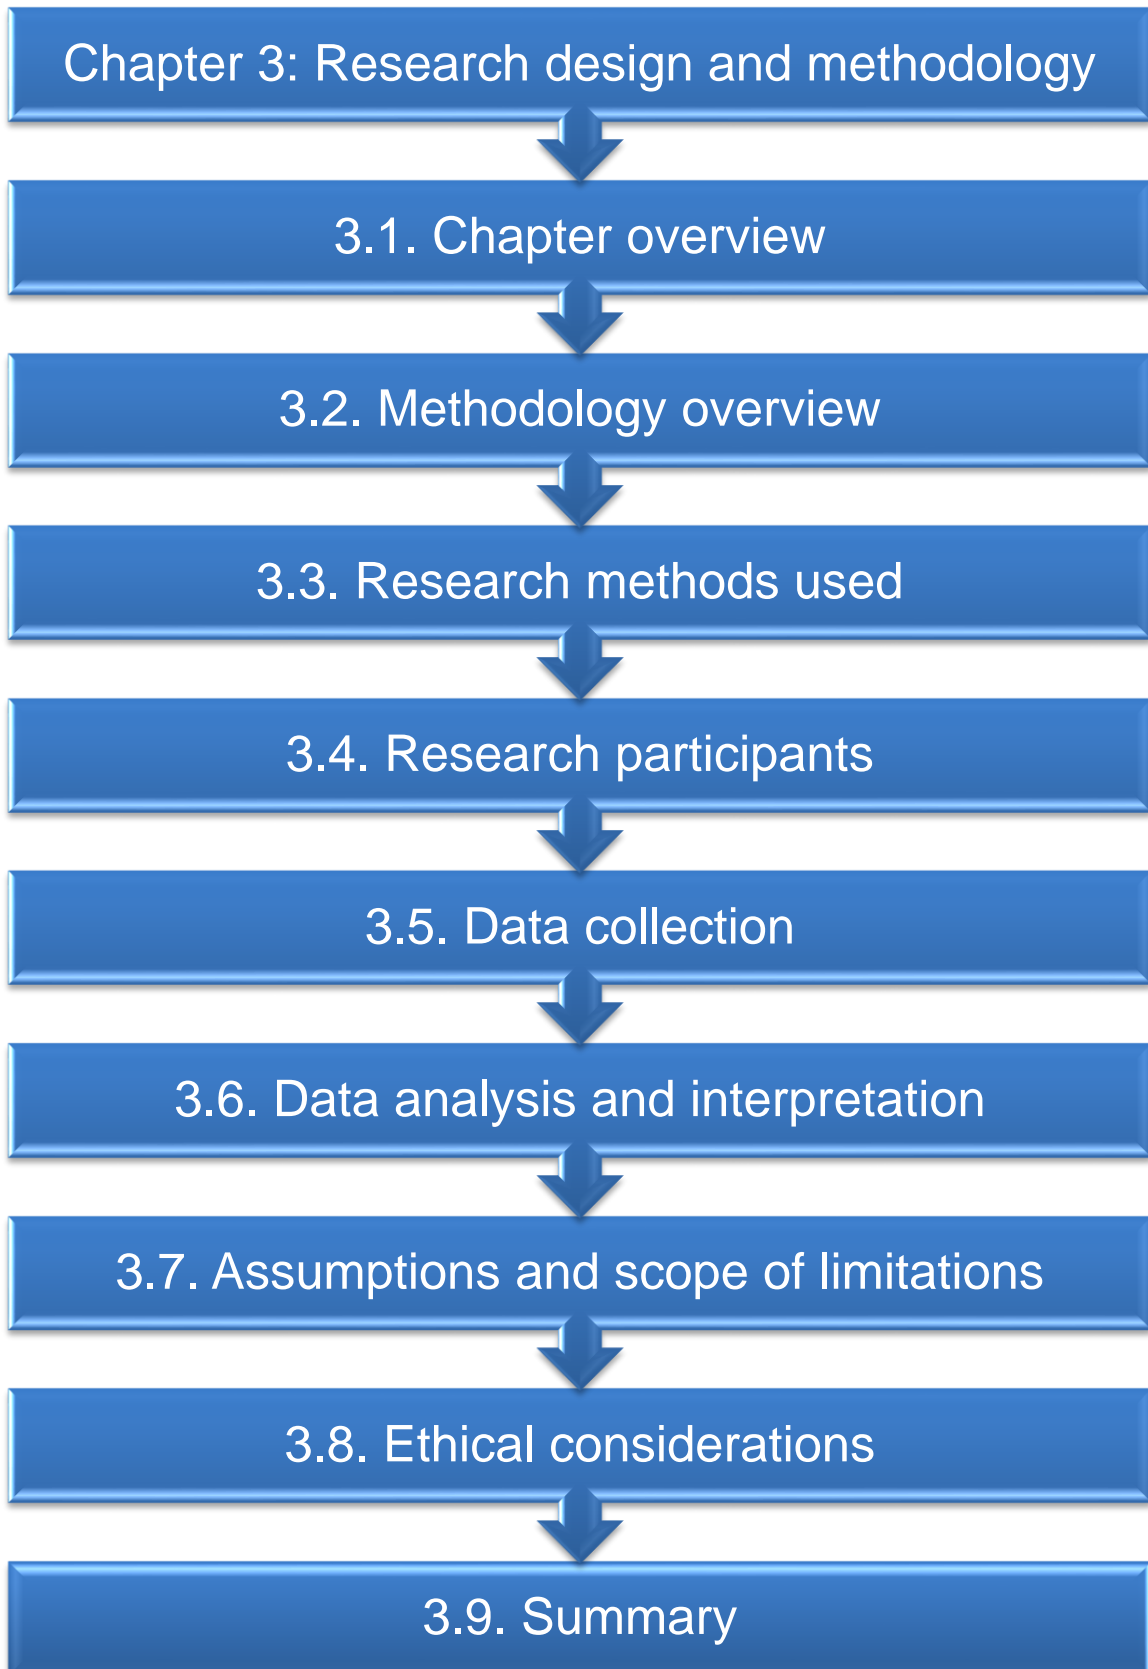 Chapter 3: Research design and methodology
3.1. Chapter overview
3.2. Methodology overview
3.3. Research methods used
3.4. Research participants
3.5. Data collection
3.6. Data analysis and interpretation
3.7. Assumptions and scope of limitations
3.8. Ethical considerations
3.9. Summary